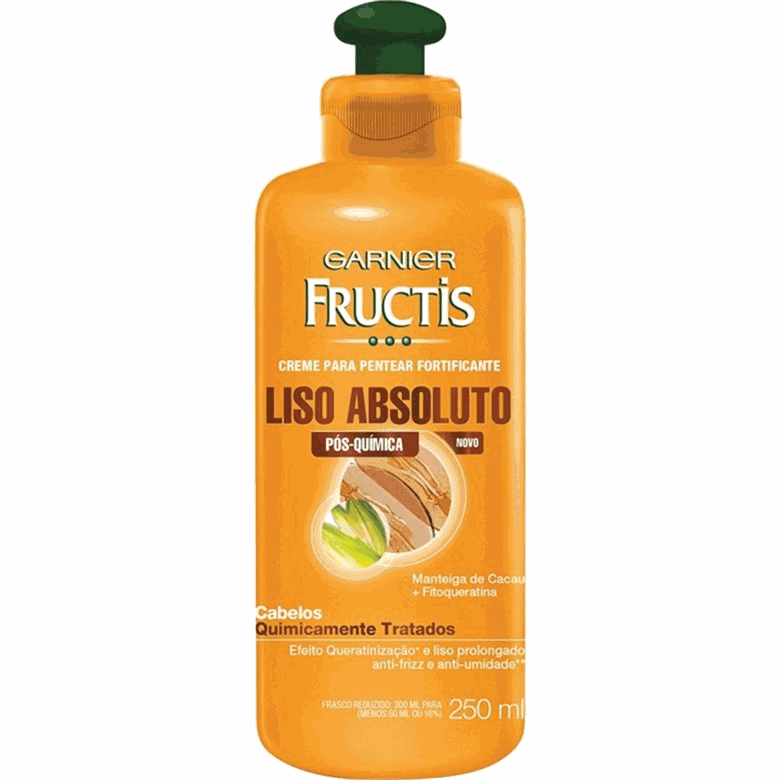 GARNIER
FRUCTIS
CREME PARA PENTEAR FORTIFICANTE
LISO ABSOLUTO
PÓS-QUÍMICA
NOVO
Manteiga de Cacau
+ Fitoqueratina
Cabelos
Quimicamente Tratados
Efeito Queratinização* e liso prolongado
anti-frizz e anti-umidade**
FRASCO REDUZIDO: 300 ML PARA
(MENOS 50 ML OU 16%) 250 ml